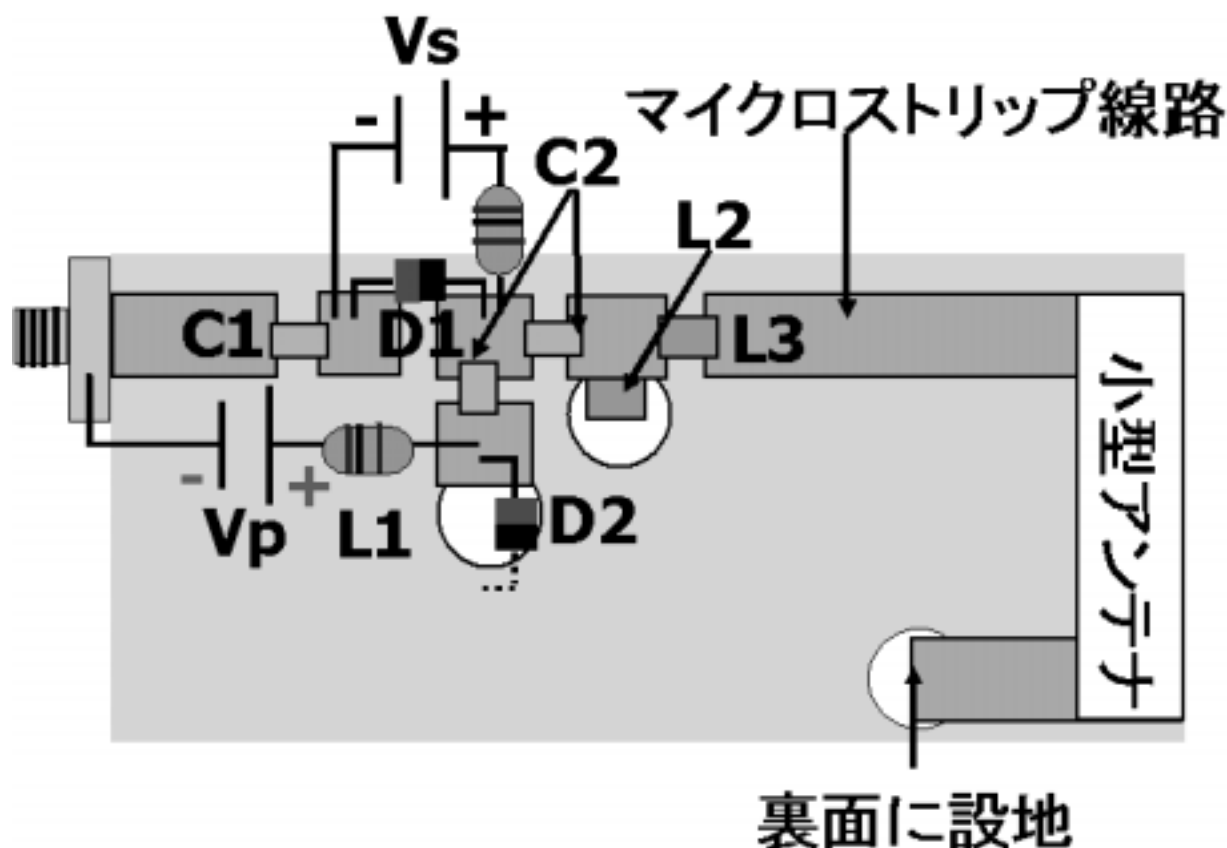 Vs
- +
マイクロストリップ線路
C2
L2
C1
D1
L3
- +
Vp
L1
D2
小型アンテナ
裏面に設地